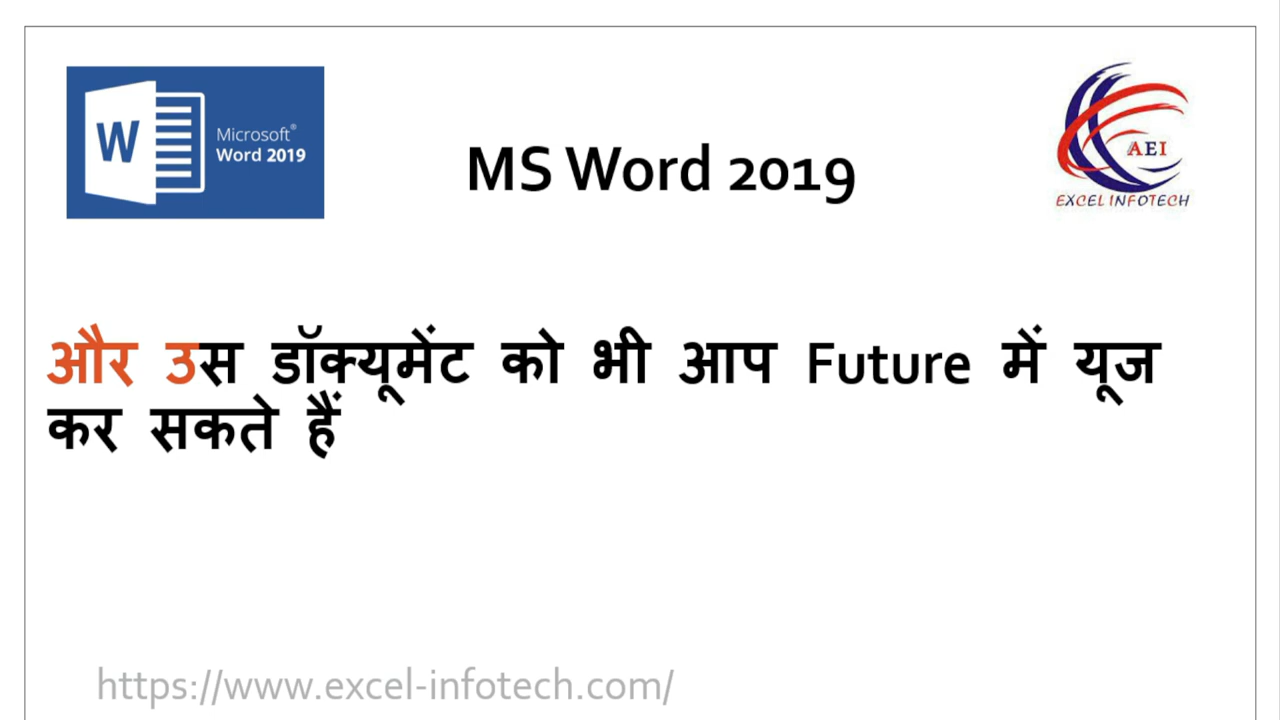 W
Microsoft®
Word 2019
MS Word 2019
AEI
EXCEL INFOTECH
और उस डॉक्यूमेंट को भी आप Future में यूज
कर सकते हैं
https://www.excel-infotech.com/